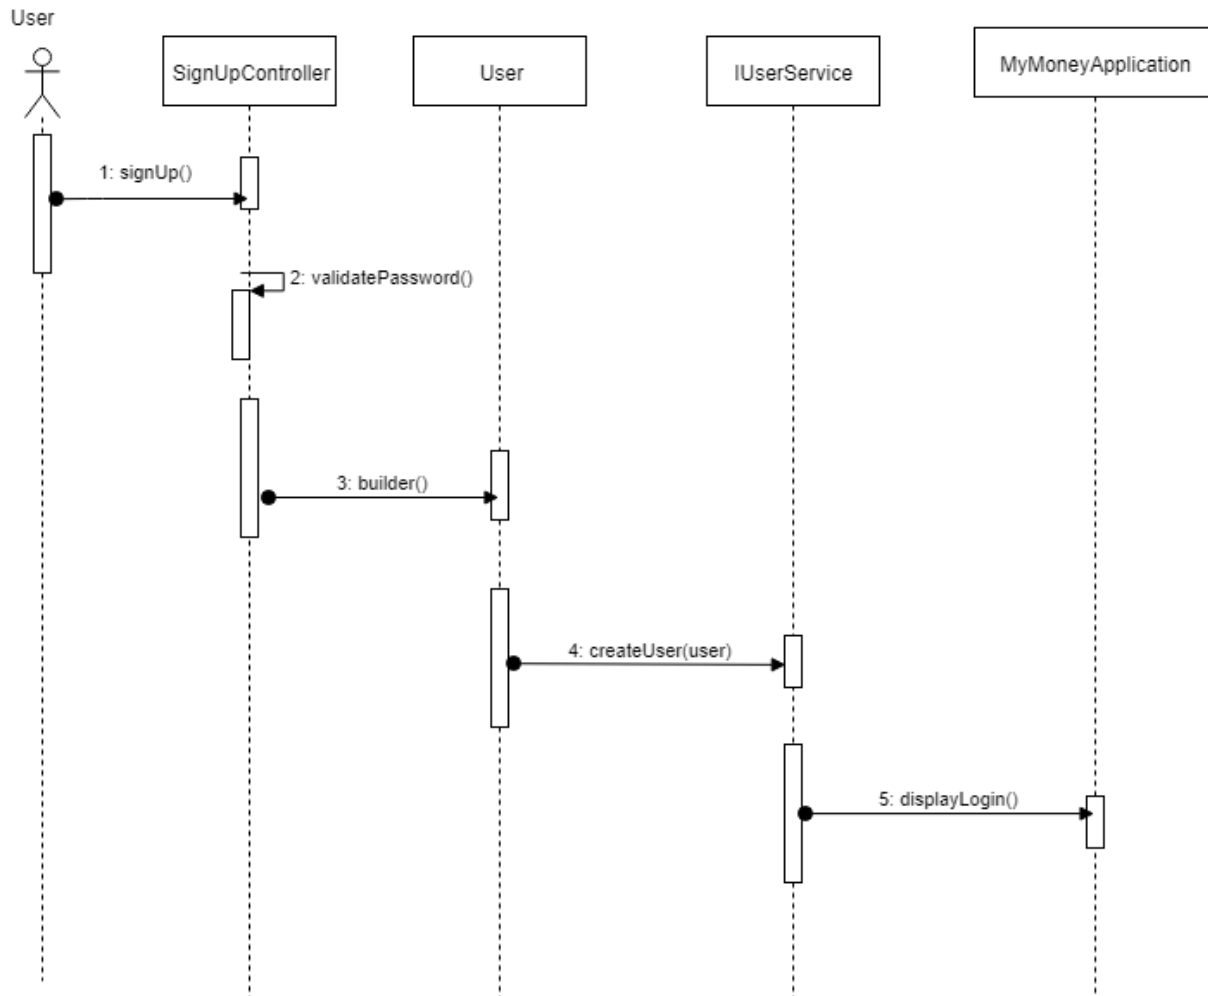 User
SignUpController
User
IUserService
MyMoneyApplication
1: signUp()
2: validatePassword()
3: builder()
4: createUser(user)
5: displayLogin()